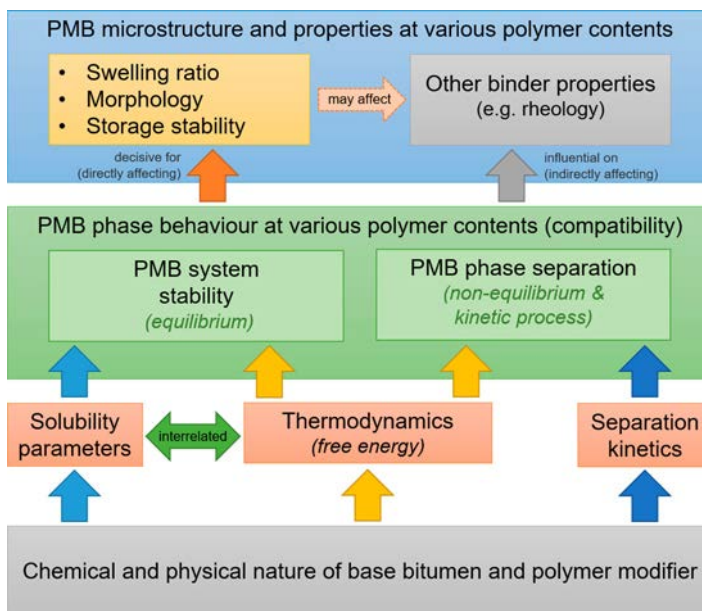 PMB microstructure and properties at various polymer contents
• Swelling ratio
• Morphology
• Storage stability
may affect
Other binder properties
(e.g. rheology)
decisive for
(directly affecting)
influential on
(indirectly affecting)
PMB phase behaviour at various polymer contents (compatibility)
PMB system
stability
(equilibrium)
PMB phase separation
(non-equilibrium &
kinetic process)
Solubility
parameters
interrelated
Thermodynamics
(free energy)
Separation
kinetics
Chemical and physical nature of base bitumen and polymer modifier